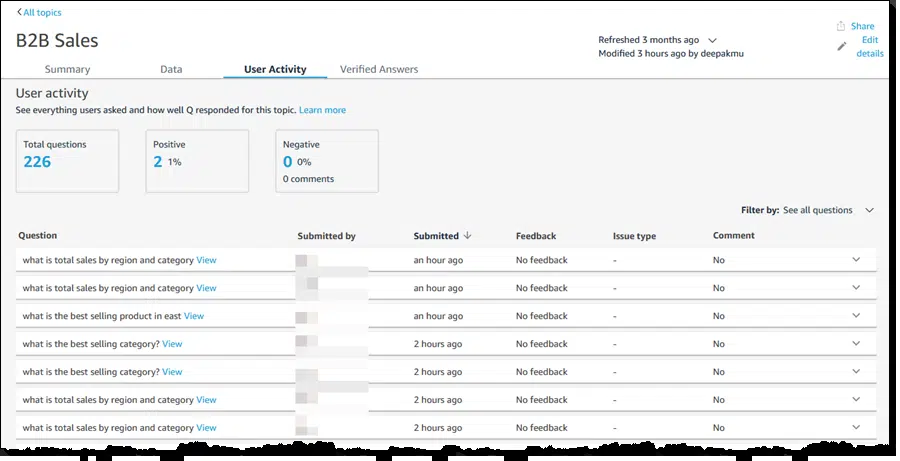 All topics
B2B Sales
Refreshed 3 months ago
Modified 3 hours ago by deepakmu
Share
Edit
details
Summary Data User Activity Verified Answers
User activity
See everything users asked and how well Q responded for this topic. Learn more
Total questions Positive Negative
226 2 1% 0 0%
0 comments
Filter by: See all questions
Question Submitted by Submitted Feedback Issue type Comment
what is total sales by region and category View an hour ago No feedback - No
what is total sales by region and category View an hour ago No feedback - No
what is the best selling product in east View an hour ago No feedback - No
what is the best selling category? View 2 hours ago No feedback - No
what is the best selling category? View 2 hours ago No feedback - No
what is total sales by region and category View 2 hours ago No feedback - No
what is total sales by region and category View 2 hours ago No feedback - No